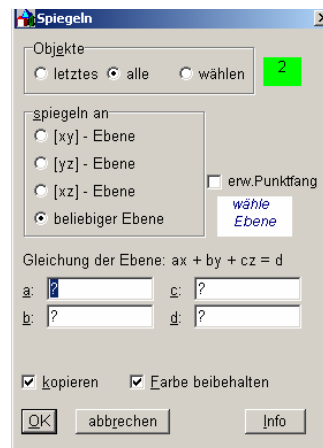 Spiegeln
Objekte
letztes alle wählen 2
spiegeln an
[xy] - Ebene
[yz] - Ebene
[xz] - Ebene
erw.Punktfang
beliebiger Ebene
wähle
Ebene
Gleichung der Ebene: ax + by + cz = d
a: ? c: ?
b: ? d: ?
kopieren Farbe beibehalten
OK abbrechen Info